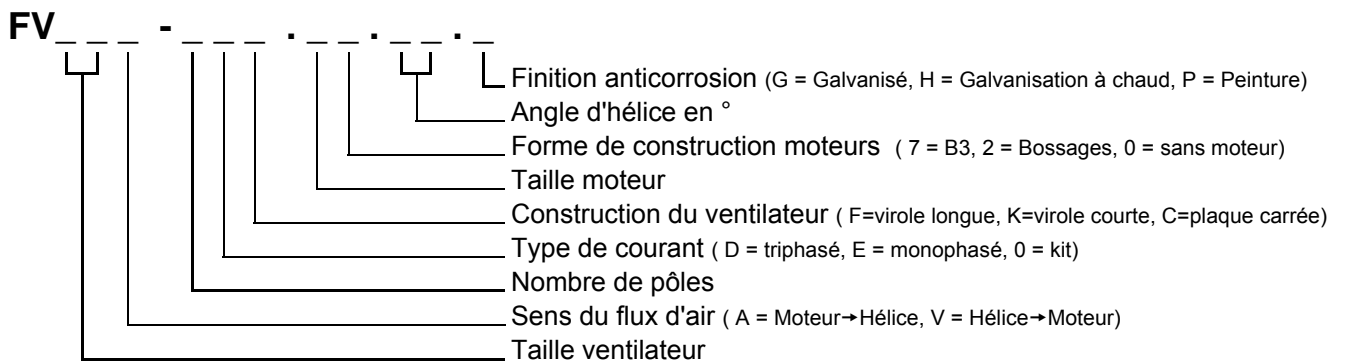 FV_ _ _ - _ _ _ . _ _ . _ _ . _
Finition anticorrosion (G = Galvanisé, H = Galvanisation à chaud, P = Peinture)
Angle d'hélice en °
Forme de construction moteurs ( 7 = B3, 2 = Bossages, 0 = sans moteur)
Taille moteur
Construction du ventilateur ( F=virole longue, K=virole courte, C=plaque carrée)
Type de courant ( D = triphasé, E = monophasé, 0 = kit)
Nombre de pôles
Sens du flux d'air ( A = Moteur→Hélice, V = Hélice→Moteur)
Taille ventilateur